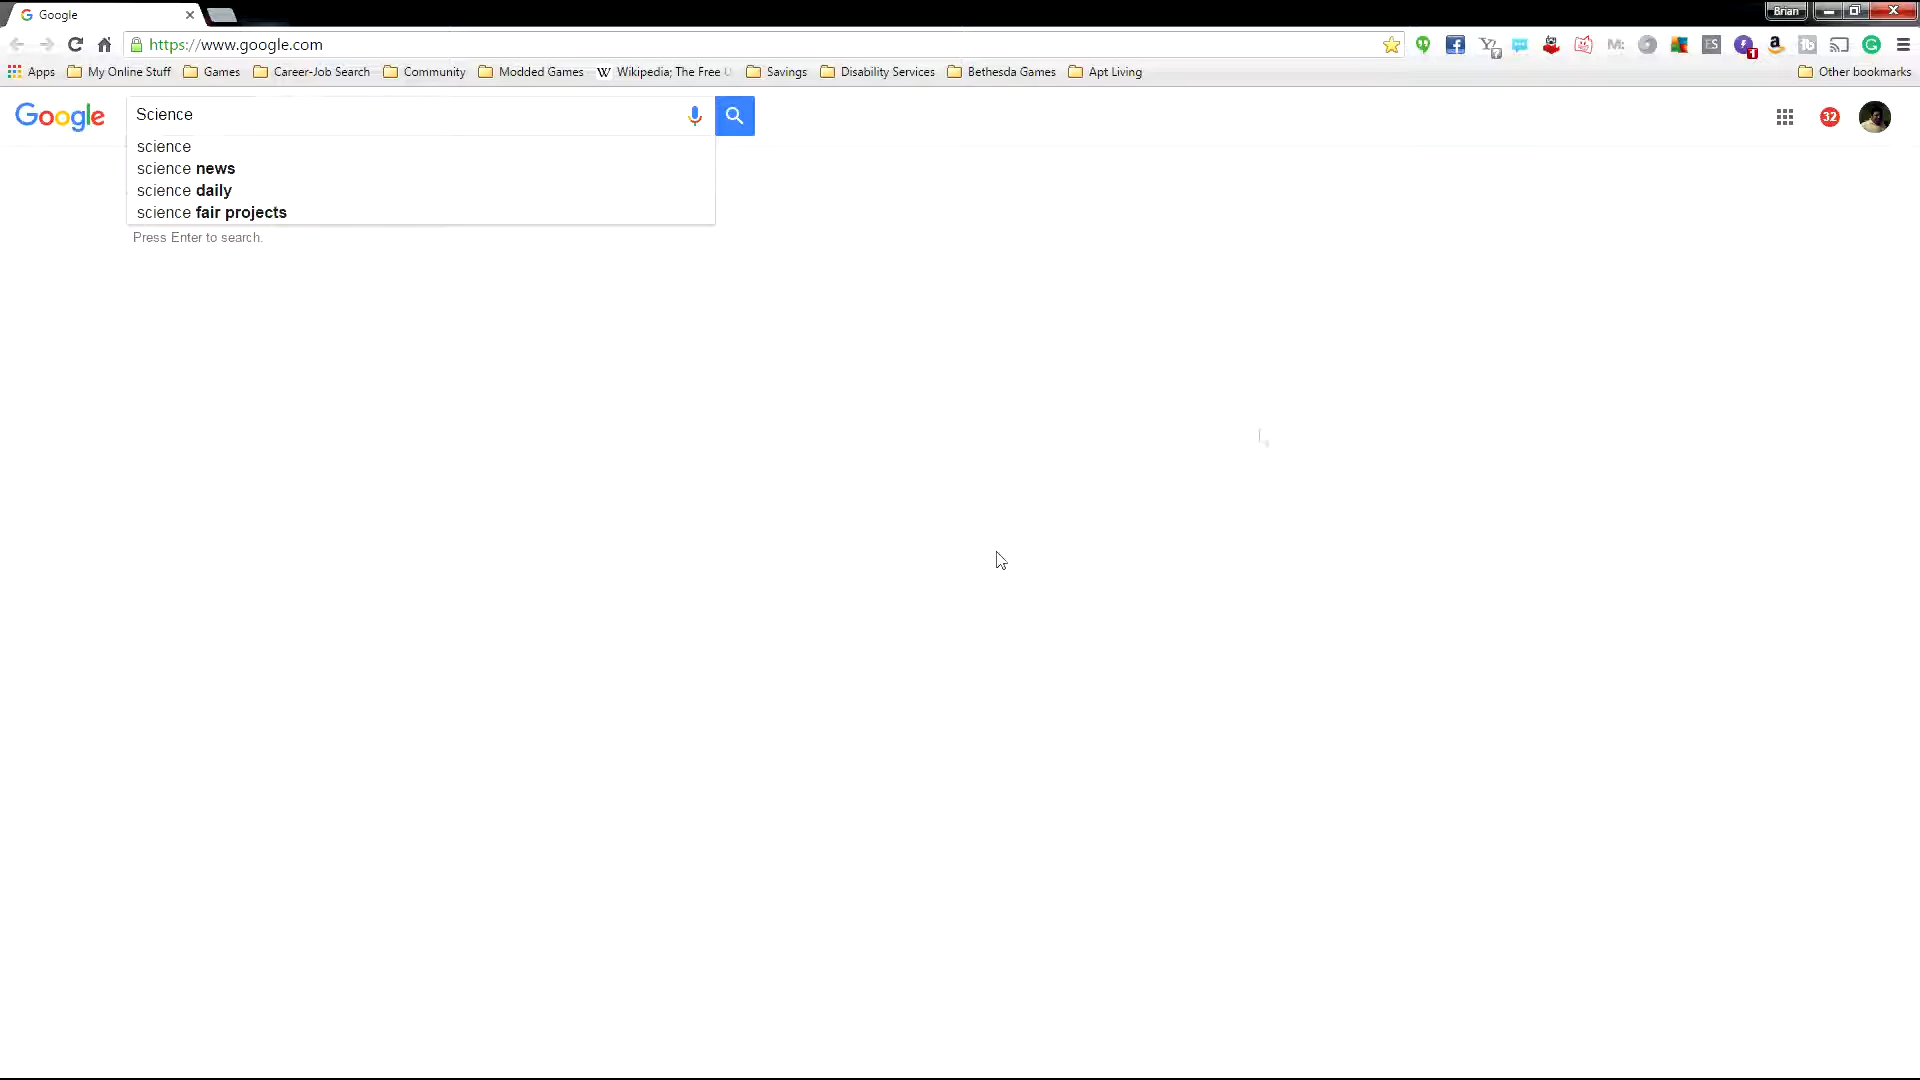 Google
Brian
https://www.google.com
Apps My Online Stuff Games Career-Job Search Community Modded Games W Wikipedia; The Free Savings Disability Services Bethesda Games Apt Living Other bookmarks
Google Science 32
science
science news
science daily
science fair projects
Press Enter to search.